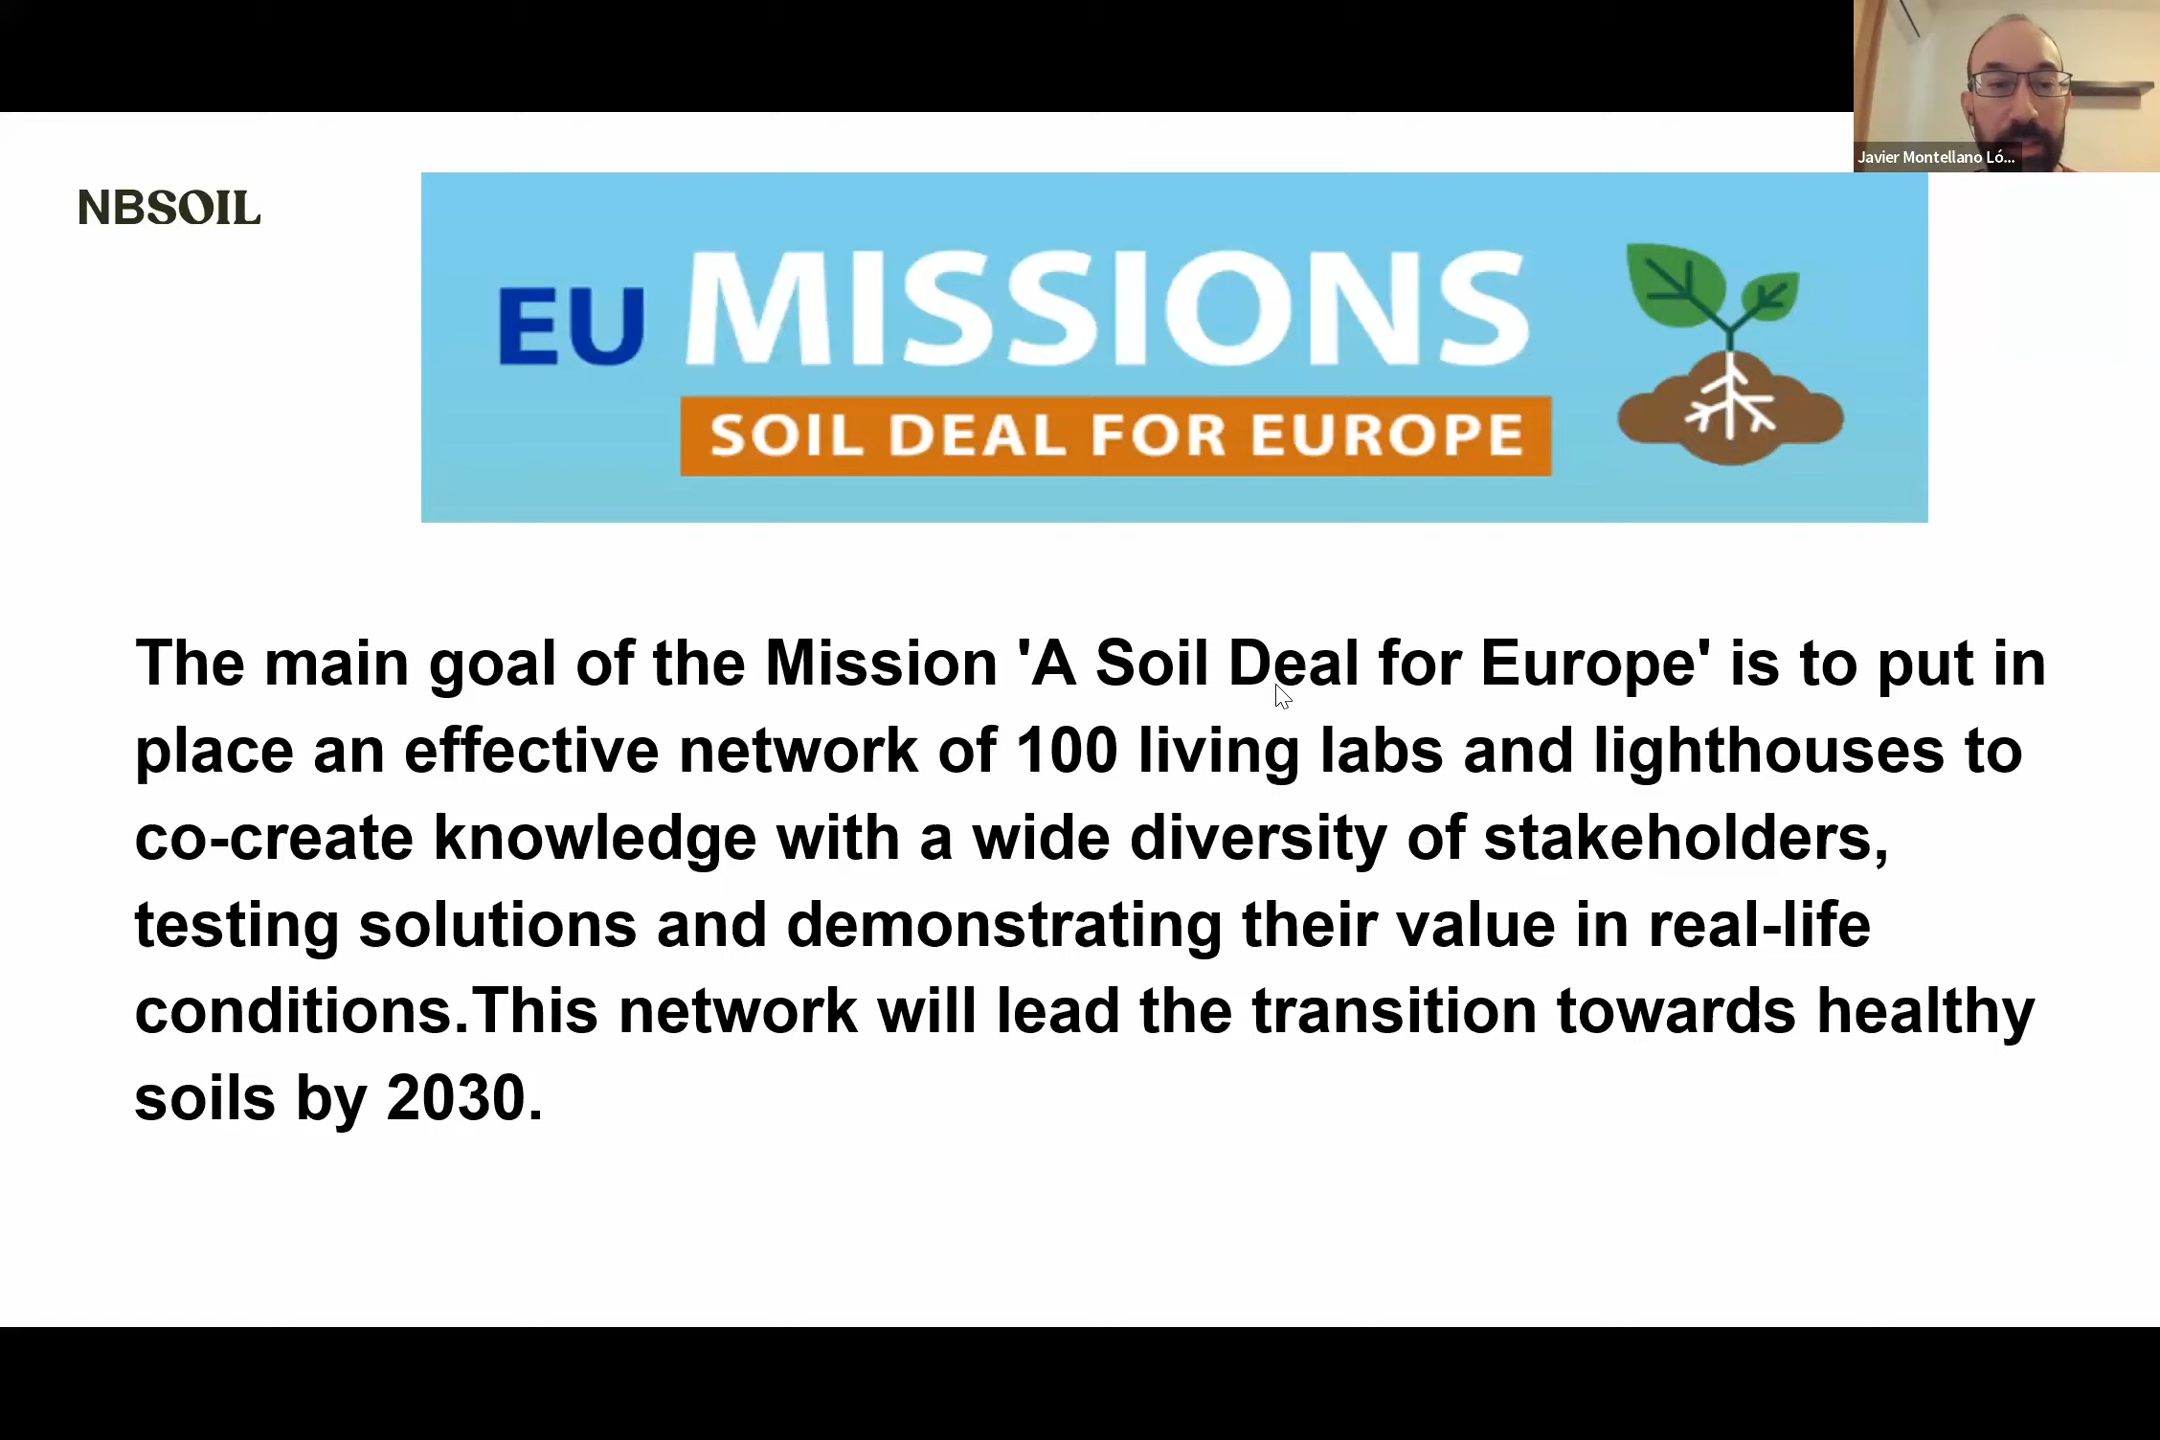 Javier Montellano Ló...
NBSOIL
EU MISSIONS
SOIL DEAL FOR EUROPE
The main goal of the Mission 'A Soil Deal for Europe' is to put in
place an effective network of 100 living labs and lighthouses to
co-create knowledge with a wide diversity of stakeholders,
testing solutions and demonstrating their value in real-life
conditions.This network will lead the transition towards healthy
soils by 2030.